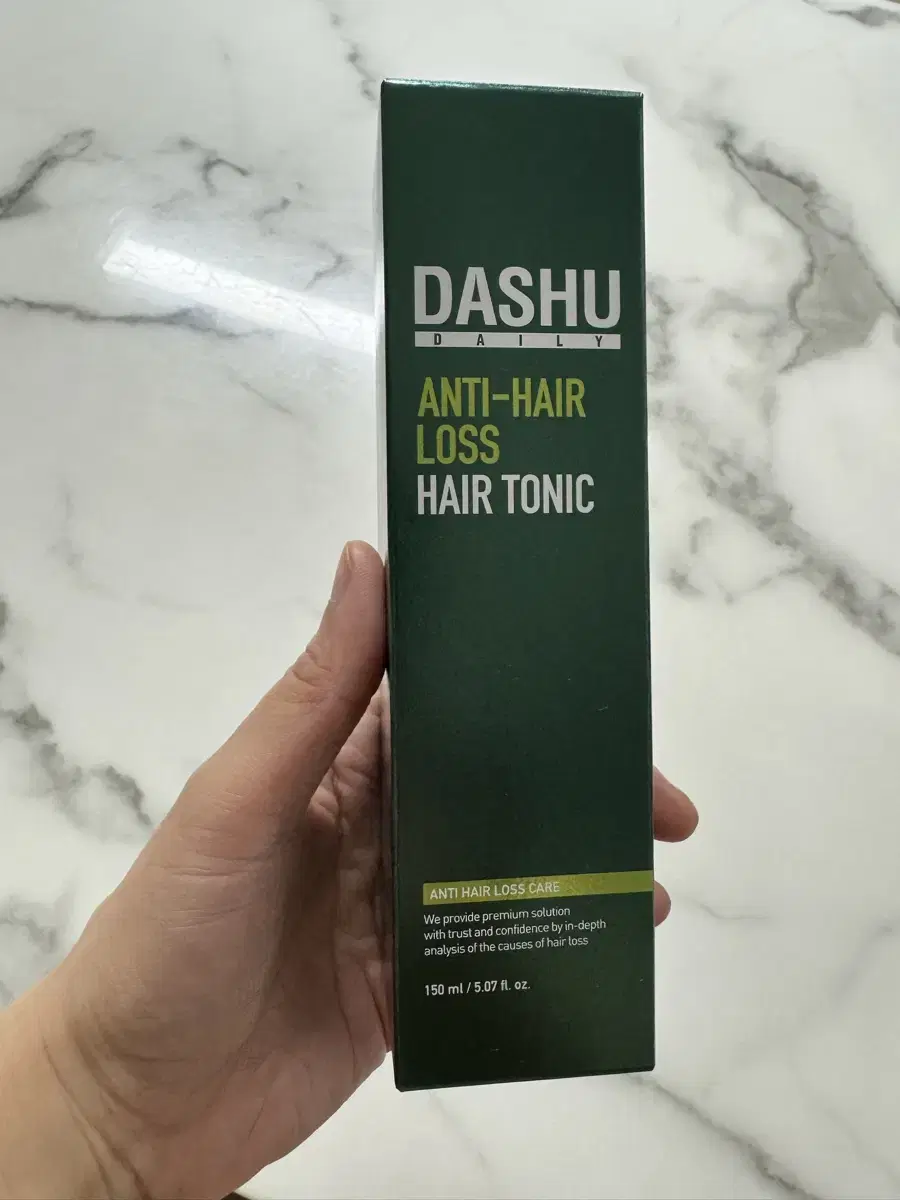 DASHU
DAILY
ANTI-HAIR
LOSS
HAIR TONIC
ANTI HAIR LOSS CARE
We provide premium solution
with trust and confidence by in-depth
analysis of the causes of hair loss
150 ml / 5.07 fl. oz.